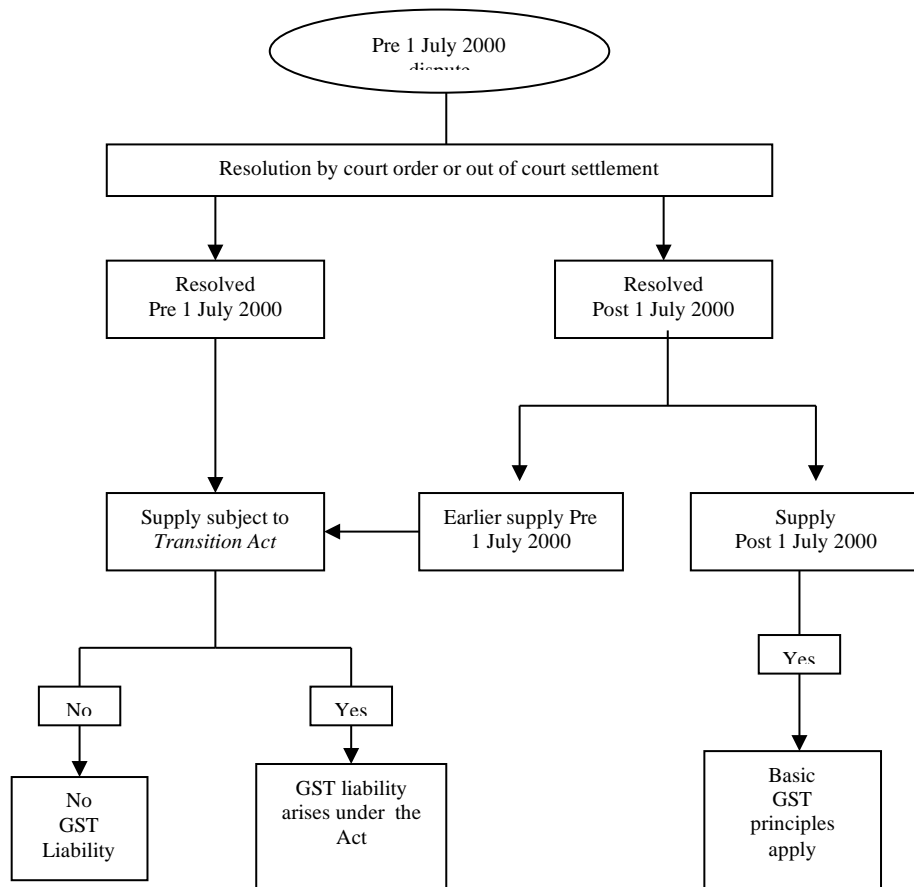 Pre 1 July 2000
dispute
Resolution by court order or out of court settlement
Resolved
Pre 1 July 2000
Resolved
Post 1 July 2000
Supply subject to
Transition Act
Earlier supply Pre
1 July 2000
Supply
Post 1 July 2000
Yes
No
Yes
No
GST
Liability
GST liability
arises under the
Act
Basic
GST
principles
apply